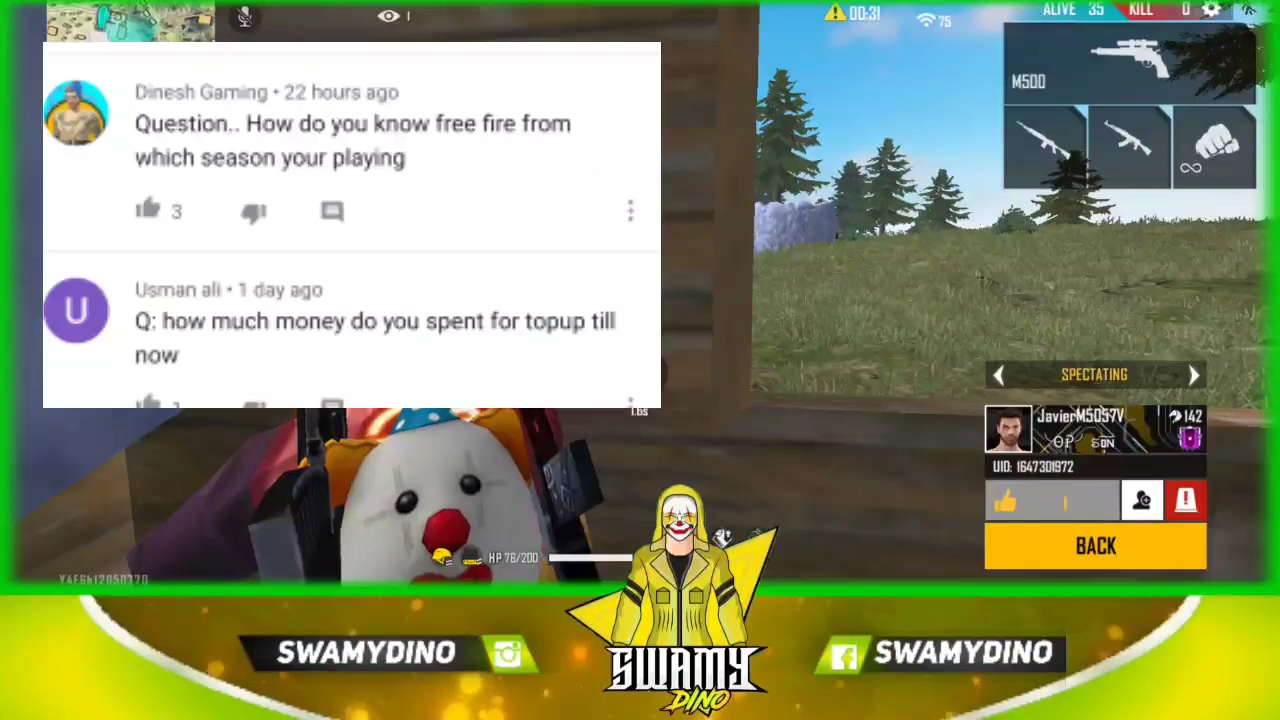 00:31
75
ALIVE 35 KILL 0
M500
Dinesh Gaming • 22 hours ago
Question.. How do you know free fire from
which season your playing
3
Usman ali • 1 day ago
Q: how much money do you spent for topup till
now
SPECTATING
JavierM5057V
142
UID: 1647301972
BACK
HP 76/200
SWAMYDINO
SWAMY
DINO
SWAMYDINO